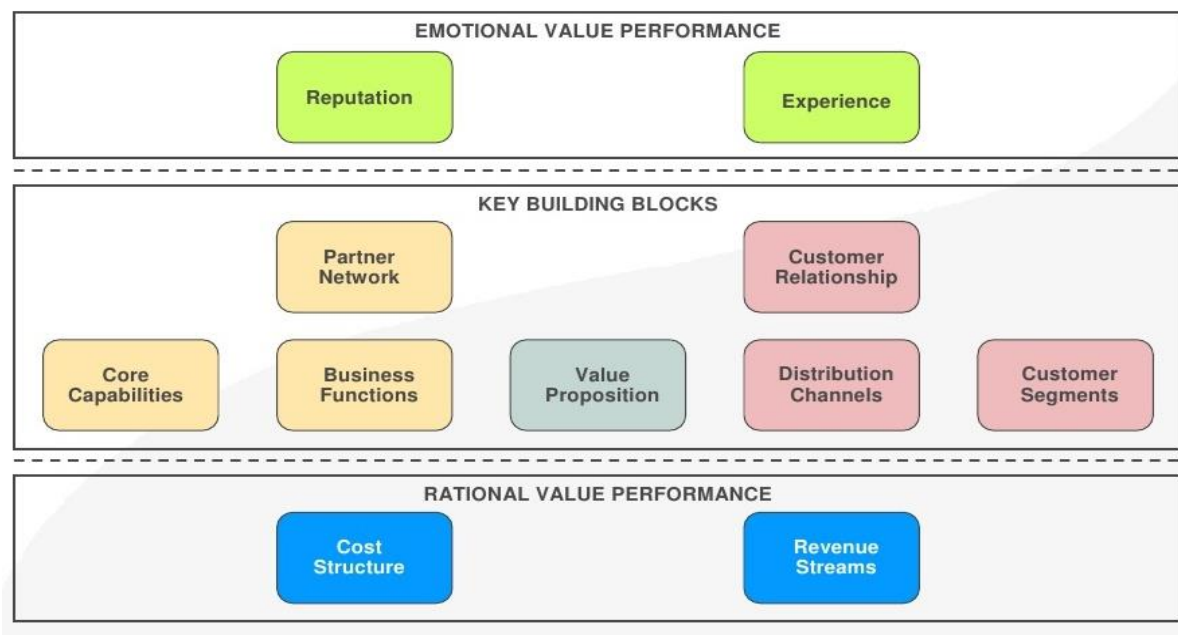 EMOTIONAL VALUE PERFORMANCE
Reputation
Experience
KEY BUILDING BLOCKS
Partner
Network
Customer
Relationship
Core
Capabilities
Business
Functions
Value
Proposition
Distribution
Channels
Customer
Segments
RATIONAL VALUE PERFORMANCE
Cost
Structure
Revenue
Streams